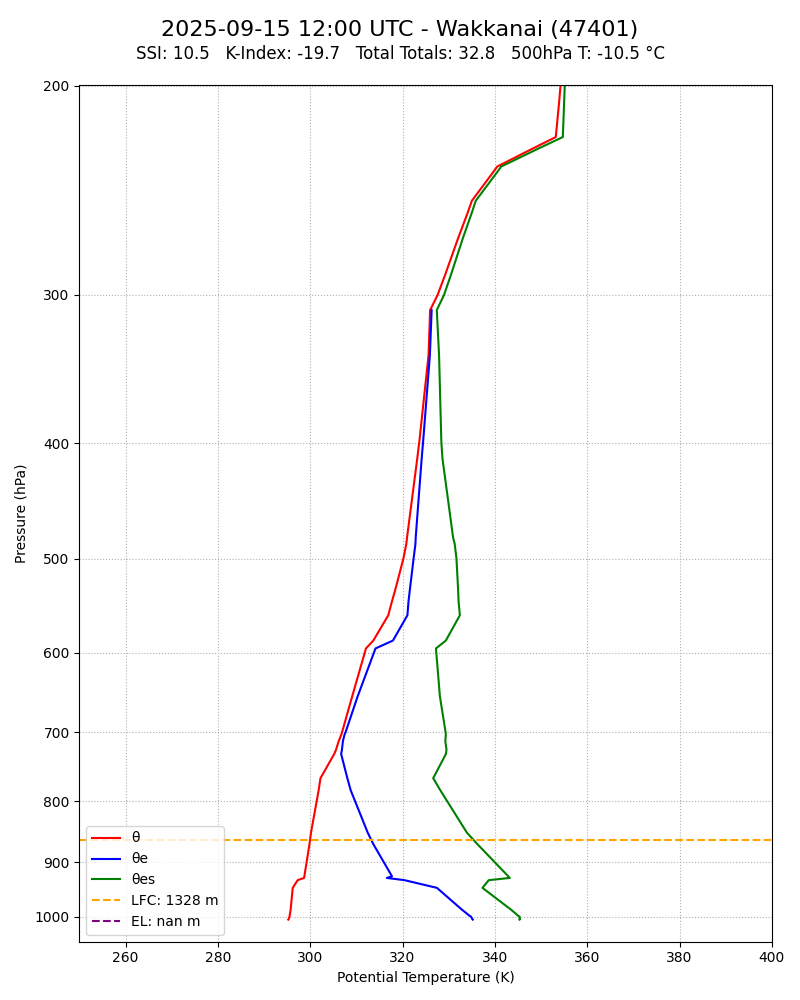 2025-09-15 12:00 UTC - Wakkanai (47401)
SSI: 10.5   K-Index: -19.7   Total Totals: 32.8   500hPa T: -10.5 °C
200
300
400
500
600
700
800
900
1000
Pressure (hPa)
θ
θe
θes
LFC: 1328 m
EL: nan m
260 280 300 320 340 360 380 400
Potential Temperature (K)